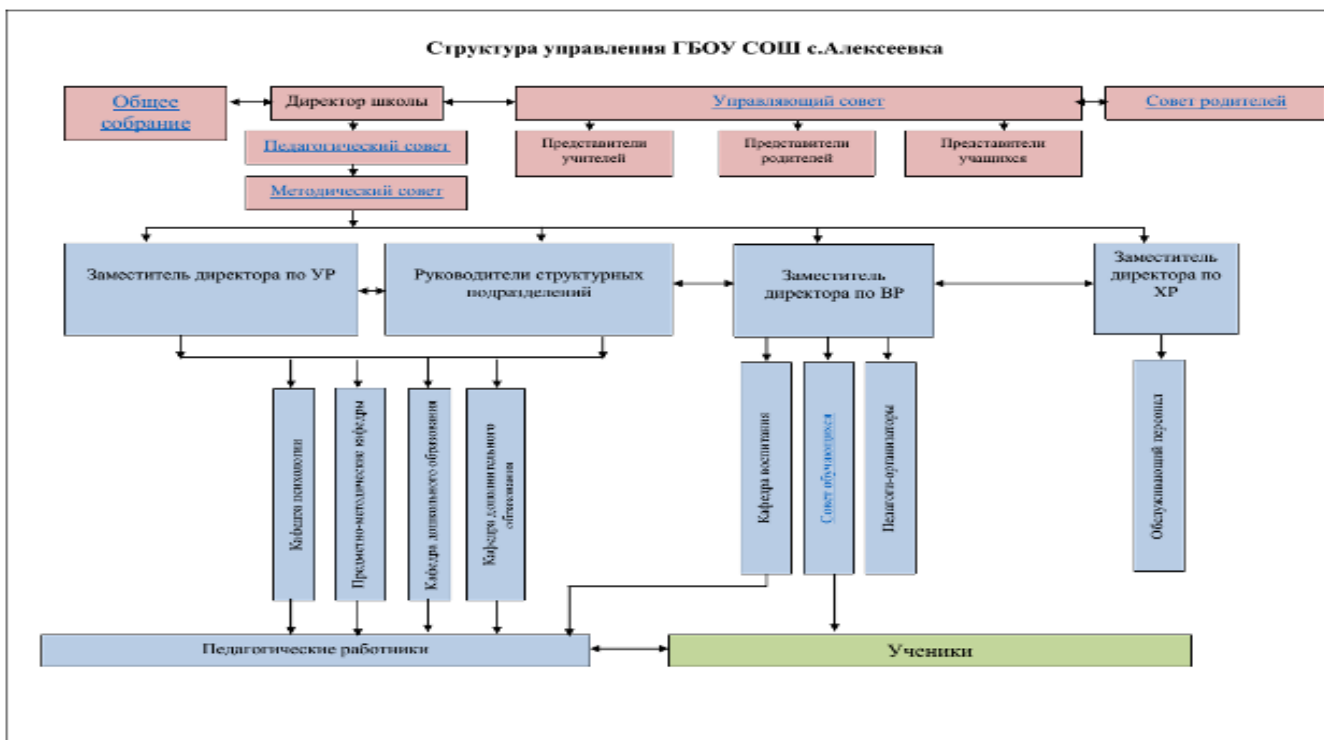 Структура управления ГБОУ СОШ с.Алексеевка
Общее
собрание
Директор школы
Управляющий совет
Совет родителей
Педагогический совет
Представители
учителей
Представители
родителей
Представители
учащихся
Методический совет
Заместитель директора по УР
Руководители структурных
подразделений
Заместитель
директора по ВР
Заместитель
директора по
ХР
Кафедра психологии
Предметно-методические кафедры
Кафедра дошкольного образования
Кафедра дополнительного
образования
Кафедра воспитания
Совет обучающихся
Педагоги-организаторы
Обслуживающий персонал
Педагогические работники
Ученики